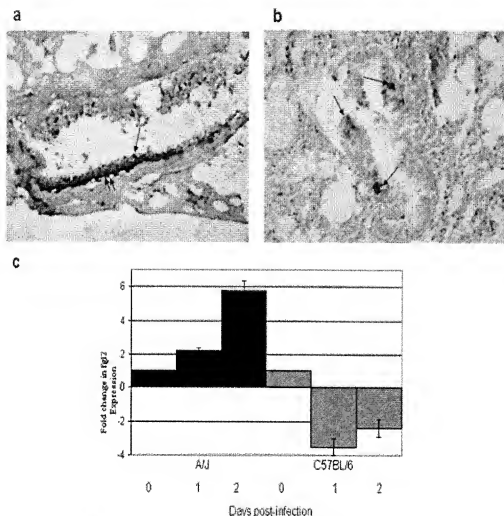 a
b
c
Fold change in fgl2
Expression
6
4
2
0
-2
-4
A/J
C57BL/6
0 1 2 0 1 2
Days post-infection